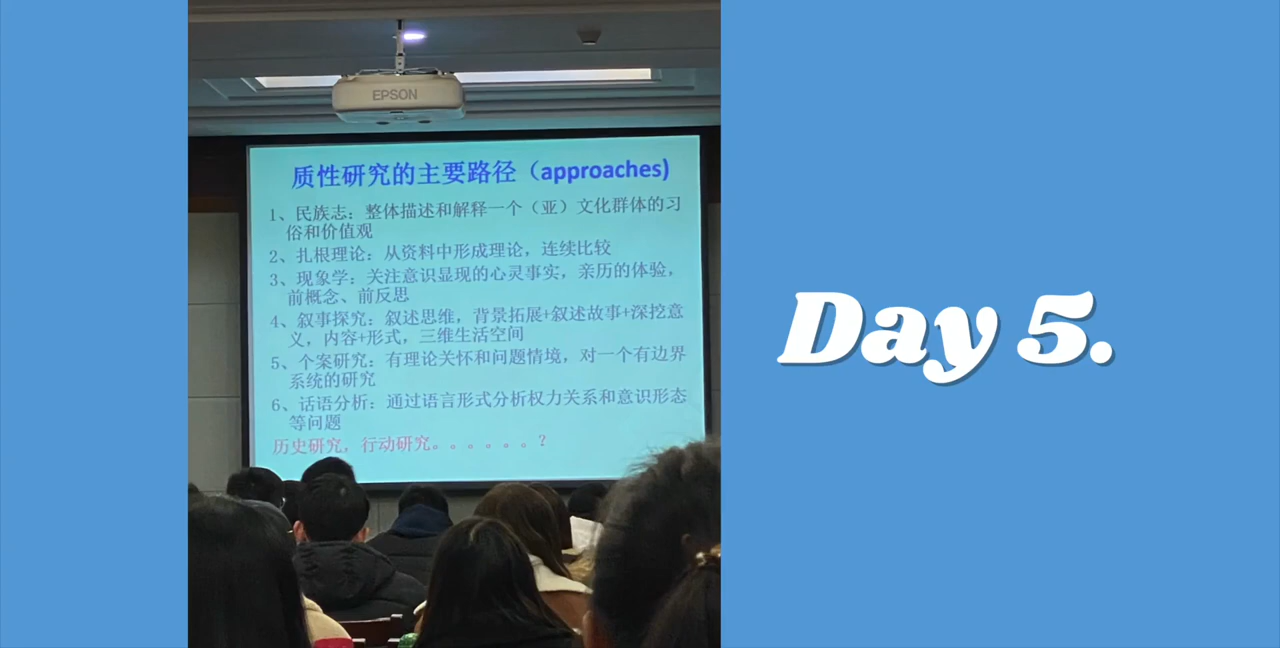 EPSON
质性研究的主要路径（approaches)
1、民族志：整体描述和解释一个（亚）文化群体的习
俗和价值观
2、扎根理论：从资料中形成理论，连续比较
3、现象学：关注意识显现的心灵事实，亲历的体验，
前概念、前反思
4、叙事探究：叙述思维，背景拓展+叙述故事+深挖意
义，内容+形式，三维生活空间
5、个案研究：有理论关怀和问题情境，对一个有边界
系统的研究
6、话语分析：通过语言形式分析权力关系和意识形态
等问题
历史研究，行动研究。。。。。。？
Day 5.